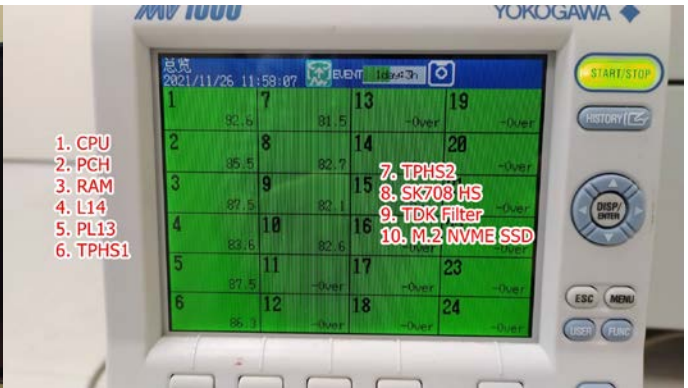 MV 1000
YOKOGAWA
总览
2021/11/26 11:58:07
EVENT
1day43h
START/STOP
HISTORY
DISP/
ENTER
ESC
MENU
USER
FUNC
1 92.6
7 81.5
13 -Over
19 -Over
2 85.5
8 82.7
14
20 -Over
3 87.5
9 82.1
15
4 83.6
10 82.6
16
5 87.5
11 -Over
17 -Over
23 -Over
6 86.3
12 -Over
18 -Over
24 -Over
1. CPU
2. PCH
3. RAM
4. L14
5. PL13
6. TPHS1
7. TPHS2
8. SK708 HS
9. TDK Filter
10. M.2 NVME SSD